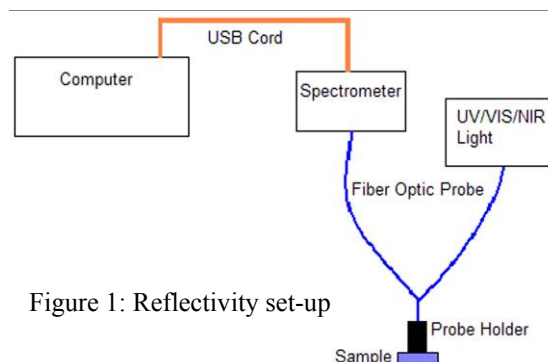 USB Cord
Computer
Spectrometer
UV/VIS/NIR
Light
Fiber Optic Probe
Figure 1: Reflectivity set-up
Probe Holder
Sample